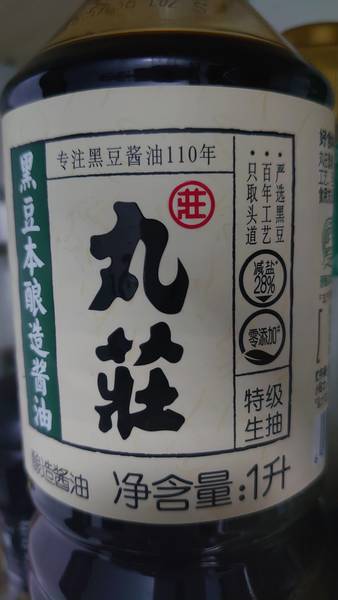 专注黑豆酱油110年
黑豆本酿造酱油
莊
丸莊
严选黑豆
百年工艺
只取头道
减盐
28%
零添加
特级
生抽
酿造酱油 净含量:1升